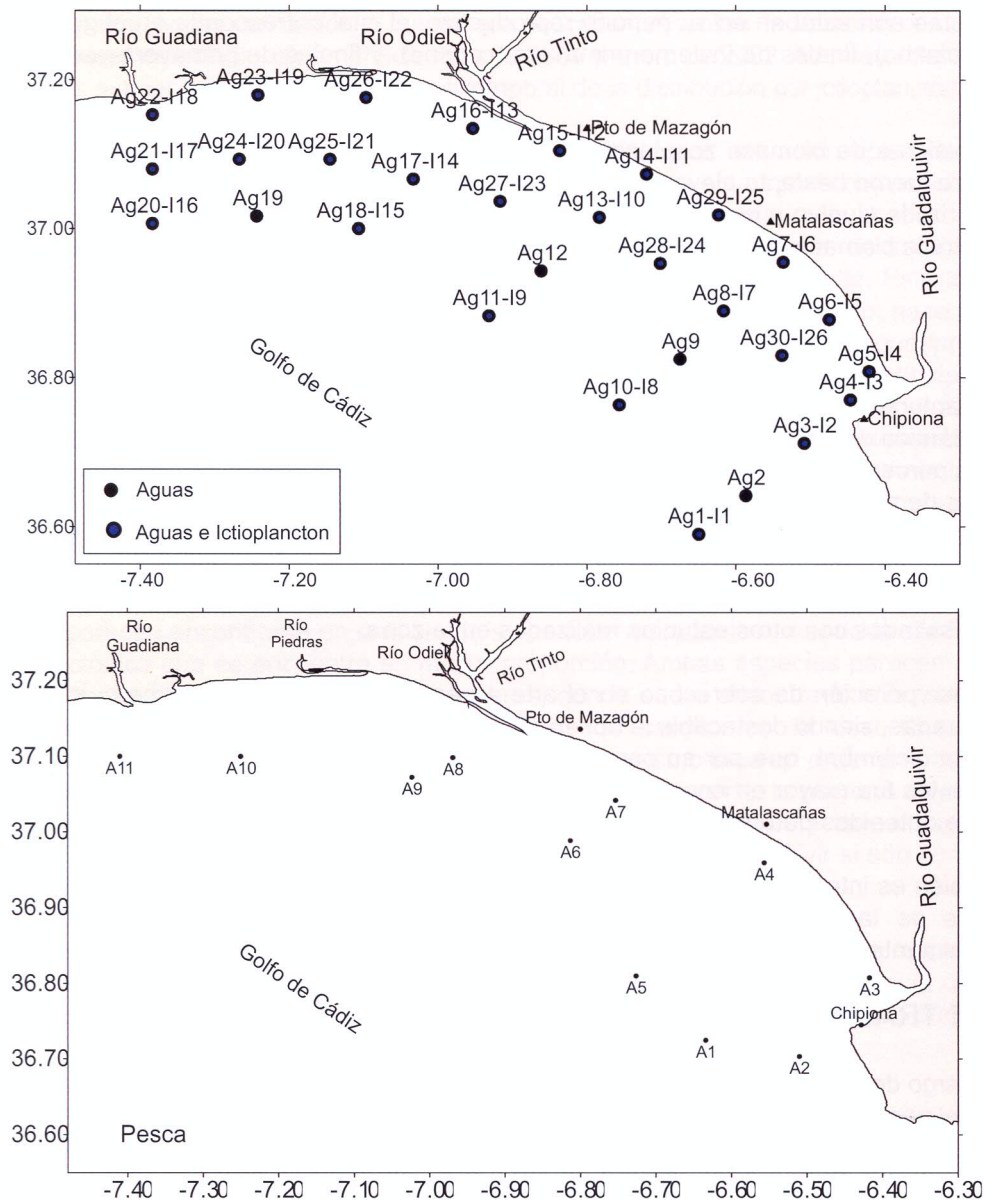 Río Guadiana
Río Odiel
Río Tinto
37.20
Ag22-I18
Ag23-I19
Ag26-I22
Ag16-I13
Pto de Mazagón
Ag15-I12
Ag21-I17
Ag24-I20
Ag25-I21
Ag17-I14
Ag14-I11
Ag27-I23
Ag29-I25
Ag20-I16
Ag19
Ag18-I15
Ag13-I10
Matalascañas
Río Guadalquivir
37.00
Ag12
Ag28-I24
Ag7-I6
Ag11-I9
Ag8-I7
Ag6-I5
Ag9
Ag30-I26
Ag5-I4
Golfo de Cádiz
36.80
Ag10-I8
Ag4-I3
Chipiona
Ag3-I2
Ag2
Aguas
Ag1-I1
36.60
Aguas e Ictioplancton
-7.40 -7.20 -7.00 -6.80 -6.60 -6.40
Río
Guadiana
Río
Piedras
Río Odiel
Río Tinto
37.20
Pto de Mazagón
37.10
A11
A10
A9
A8
A7
Matalascañas
Río Guadalquivir
37.00
A6
A4
36.90
Golfo de Cádiz
36.80
A5
A3
Chipiona
36.70
A1
A2
36.60
Pesca
-7.40 -7.30 -7.20 -7.10 -7.00 -6.90 -6.80 -6.70 -6.60 -6.50 -6.40 -6.30